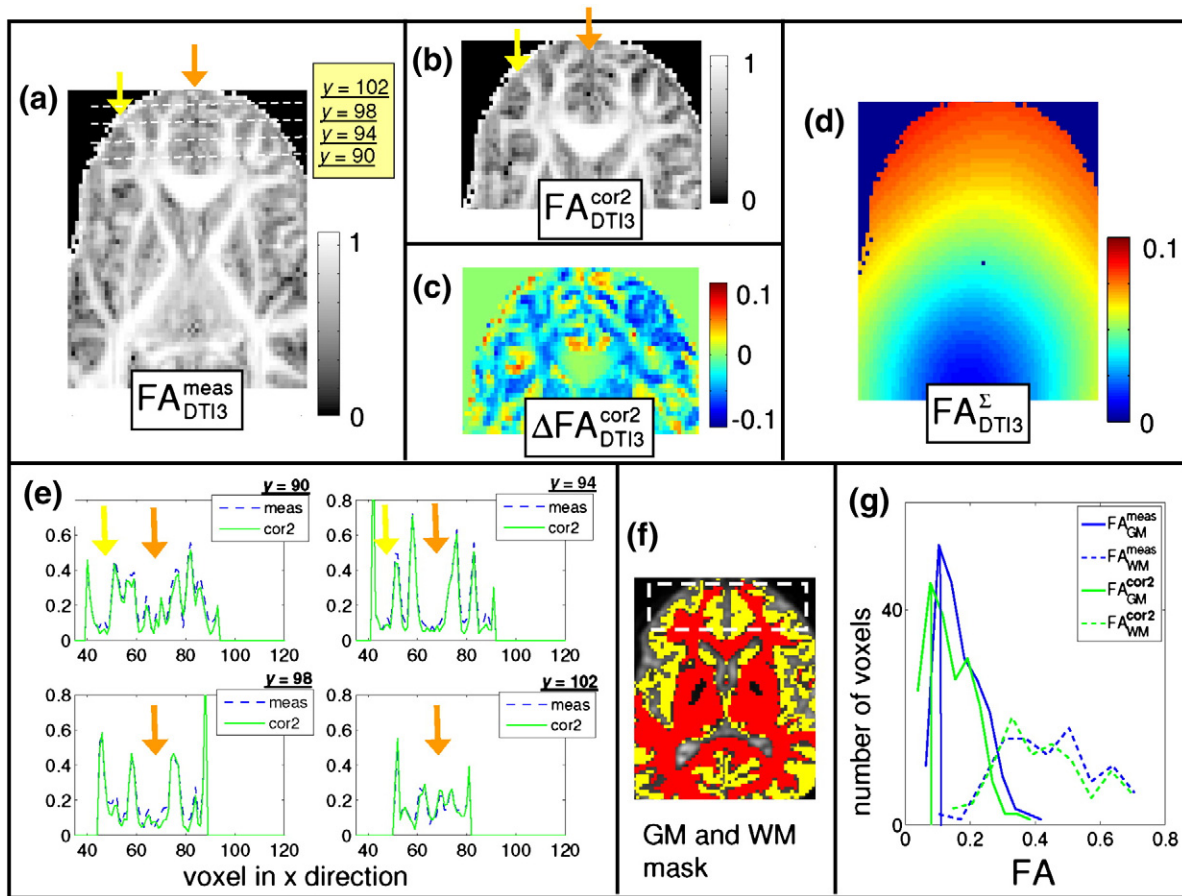 (a)
y = 102
y = 98
y = 94
y = 90
1
0
FA^meas_DTI3
(b)
1
0
FA^cor2_DTI3
(c)
0.1
0
-0.1
ΔFA^cor2_DTI3
(d)
0.1
0
FA^Σ_DTI3
(e)
y = 90
meas
cor2
0.6
0.4
0.2
0
40 60 80 100 120
y = 94
meas
cor2
0.8
0.6
0.4
0.2
0
40 60 80 100 120
y = 98
meas
cor2
0.8
0.6
0.4
0.2
0
40 60 80 100 120
y = 102
meas
cor2
0.8
0.6
0.4
0.2
0
40 60 80 100 120
voxel in x direction
(f)
GM and WM
mask
(g)
FA^meas_GM
FA^meas_WM
FA^cor2_GM
FA^cor2_WM
number of voxels
40
0
0 0.2 0.4 0.6 0.8
FA